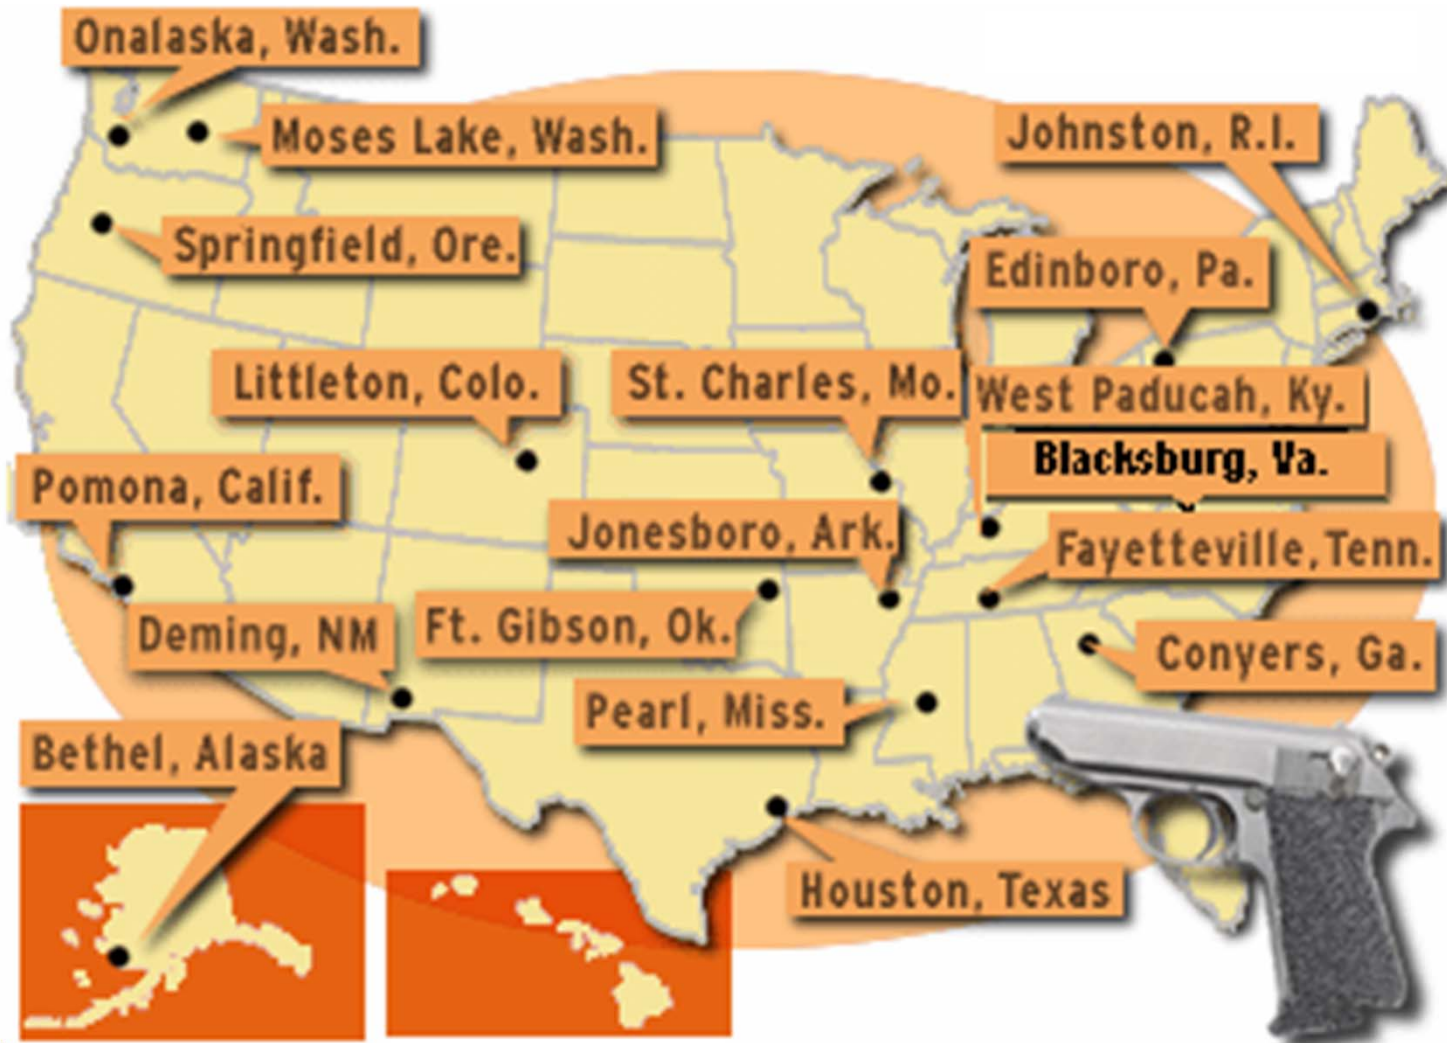 Onalaska, Wash.
Moses Lake, Wash.
Johnston, R.I.
Springfield, Ore.
Edinboro, Pa.
Littleton, Colo.
St. Charles, Mo.
West Paducah, Ky.
Blacksburg, Va.
Pomona, Calif.
Jonesboro, Ark.
Fayetteville, Tenn.
Deming, NM
Ft. Gibson, Ok.
Conyers, Ga.
Pearl, Miss.
Bethel, Alaska
Houston, Texas